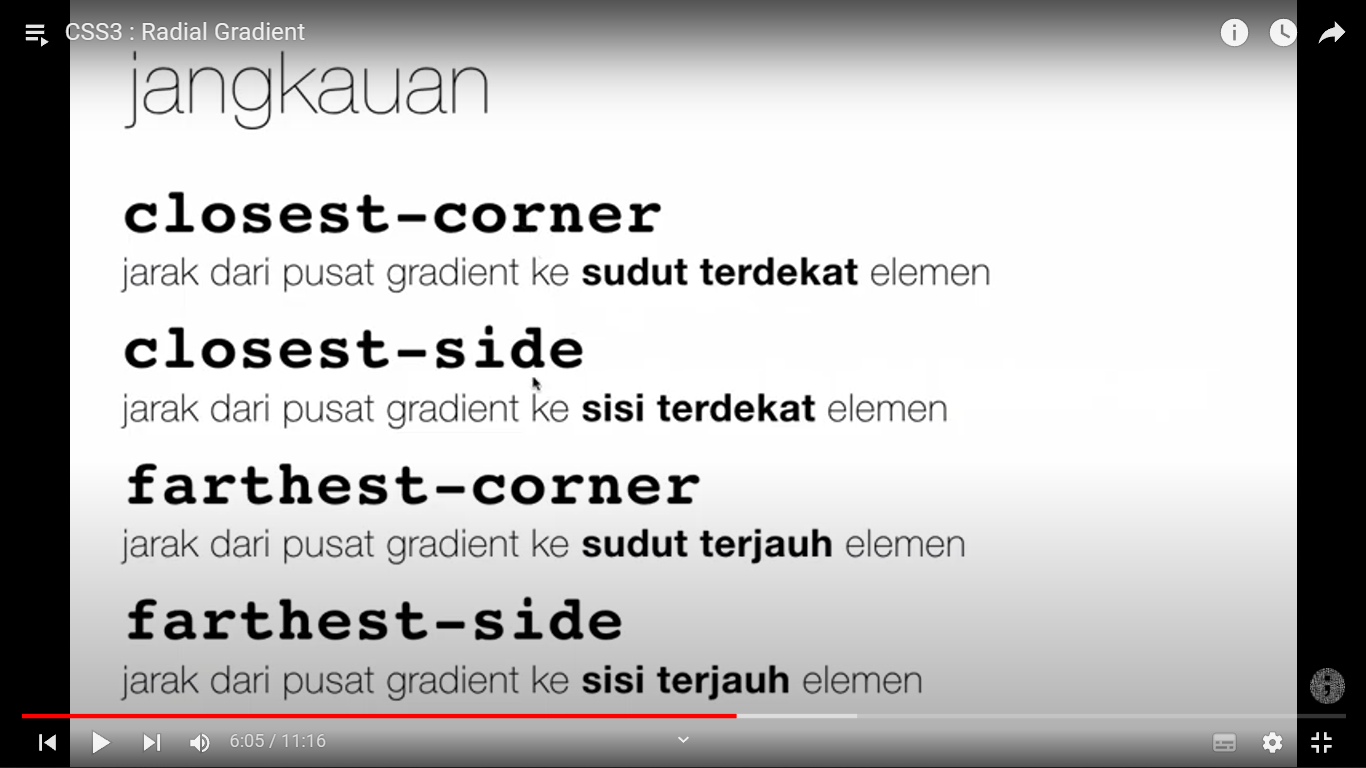 CSS3 : Radial Gradient
jangkauan
closest-corner
jarak dari pusat gradient ke sudut terdekat elemen
closest-side
jarak dari pusat gradient ke sisi terdekat elemen
farthest-corner
jarak dari pusat gradient ke sudut terjauh elemen
farthest-side
jarak dari pusat gradient ke sisi terjauh elemen
6:05 / 11:16